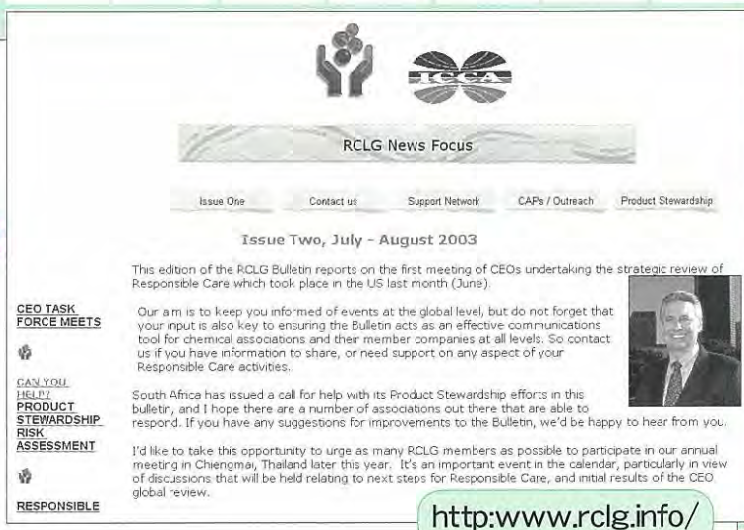 ICCA
RCLG News Focus
Issue One
Contact us
Support Network
CAPs / Outreach
Product Stewardship
Issue Two, July - August 2003
This edition of the RCLG Bulletin reports on the first meeting of CEOs undertaking the strategic review of
Responsible Care which took place in the US last month (June).
Our aim is to keep you informed of events at the global level, but do not forget that
your input is also key to ensuring the Bulletin acts as an effective communications
tool for chemical associations and their member companies at all levels. So contact
us if you have information to share, or need support on any aspect of your
Responsible Care activities.
South Africa has issued a call for help with its Product Stewardship efforts in this
bulletin, and I hope there are a number of associations out there that are able to
respond. If you have any suggestions for improvements to the Bulletin, we'd be happy to hear from you.
I'd like to take this opportunity to urge as many RCLG members as possible to participate in our annual
meeting in Chiengmai, Thailand later this year. It's an important event in the calendar, particularly in view
of discussions that will be held relating to next steps for Responsible Care, and initial results of the CEO
global review.
CEO TASK
FORCE MEETS
CAN YOU
HELP?
PRODUCT
STEWARDSHIP
RISK
ASSESSMENT
RESPONSIBLE
http:www.rclg.info/